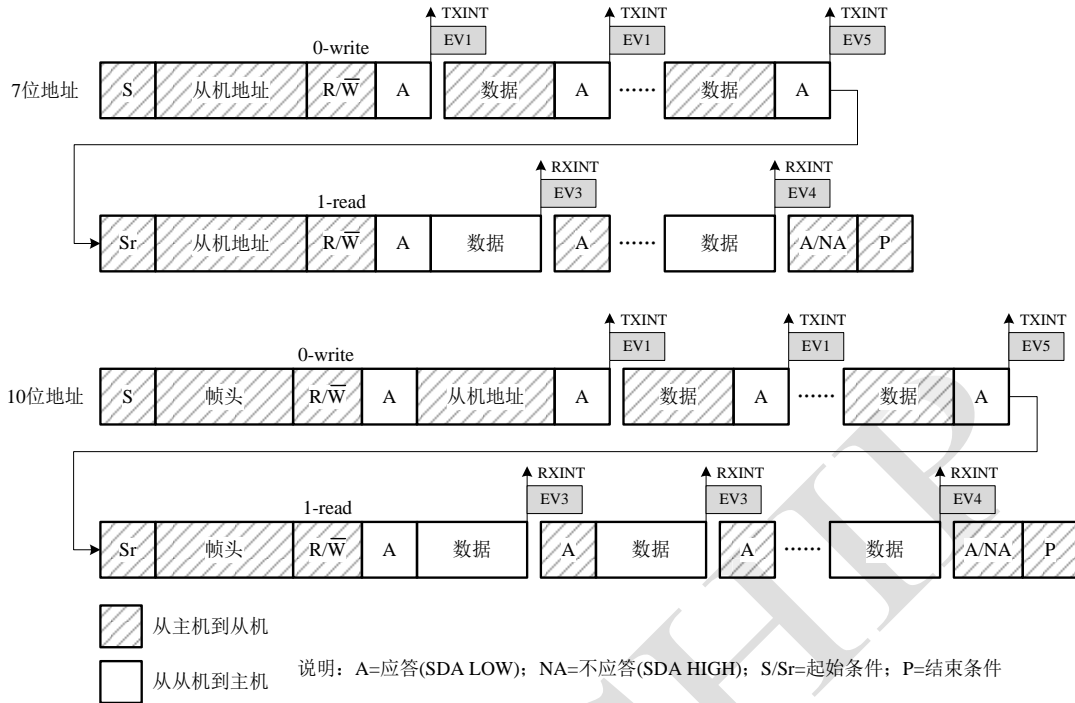 TXINT TXINT TXINT
EV1 EV1 EV5
0-write
7位地址 S 从机地址 R/W̅ A 数据 A ...... 数据 A
RXINT RXINT
EV3 EV4
1-read
Sr 从机地址 R/W̅ A 数据 A ...... 数据 A/NA P
TXINT TXINT TXINT
EV1 EV1 EV5
0-write
10位地址 S 帧头 R/W̅ A 从机地址 A 数据 A ...... 数据 A
RXINT RXINT RXINT
EV3 EV3 EV4
1-read
Sr 帧头 R/W̅ A 数据 A 数据 A ...... 数据 A/NA P
从主机到从机
从从机到主机 说明：A=应答(SDA LOW)；NA=不应答(SDA HIGH)；S/Sr=起始条件；P=结束条件